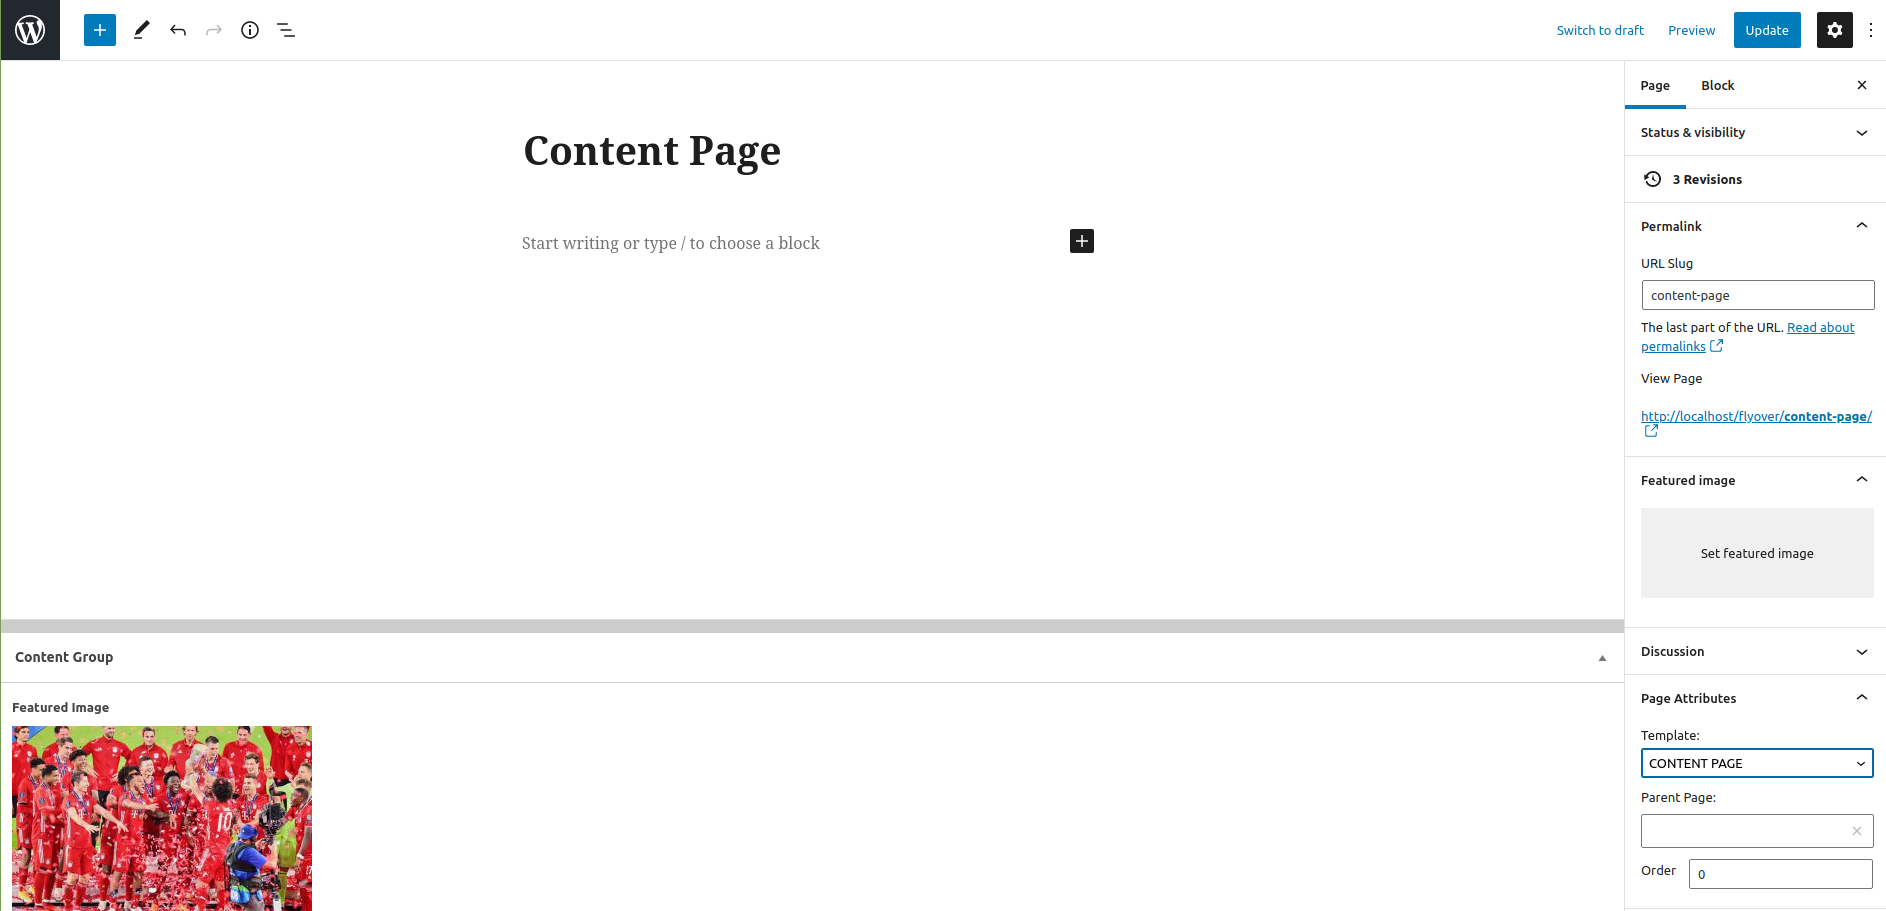 Switch to draft
Preview
Update
Page
Block
Content Page
Start writing or type / to choose a block
Status & visibility
3 Revisions
Permalink
URL Slug
content-page
The last part of the URL. Read about
permalinks
View Page
http://localhost/flyover/content-page/
Featured image
Set featured image
Discussion
Page Attributes
Template:
CONTENT PAGE
Parent Page:
Order
0
Content Group
Featured Image
10